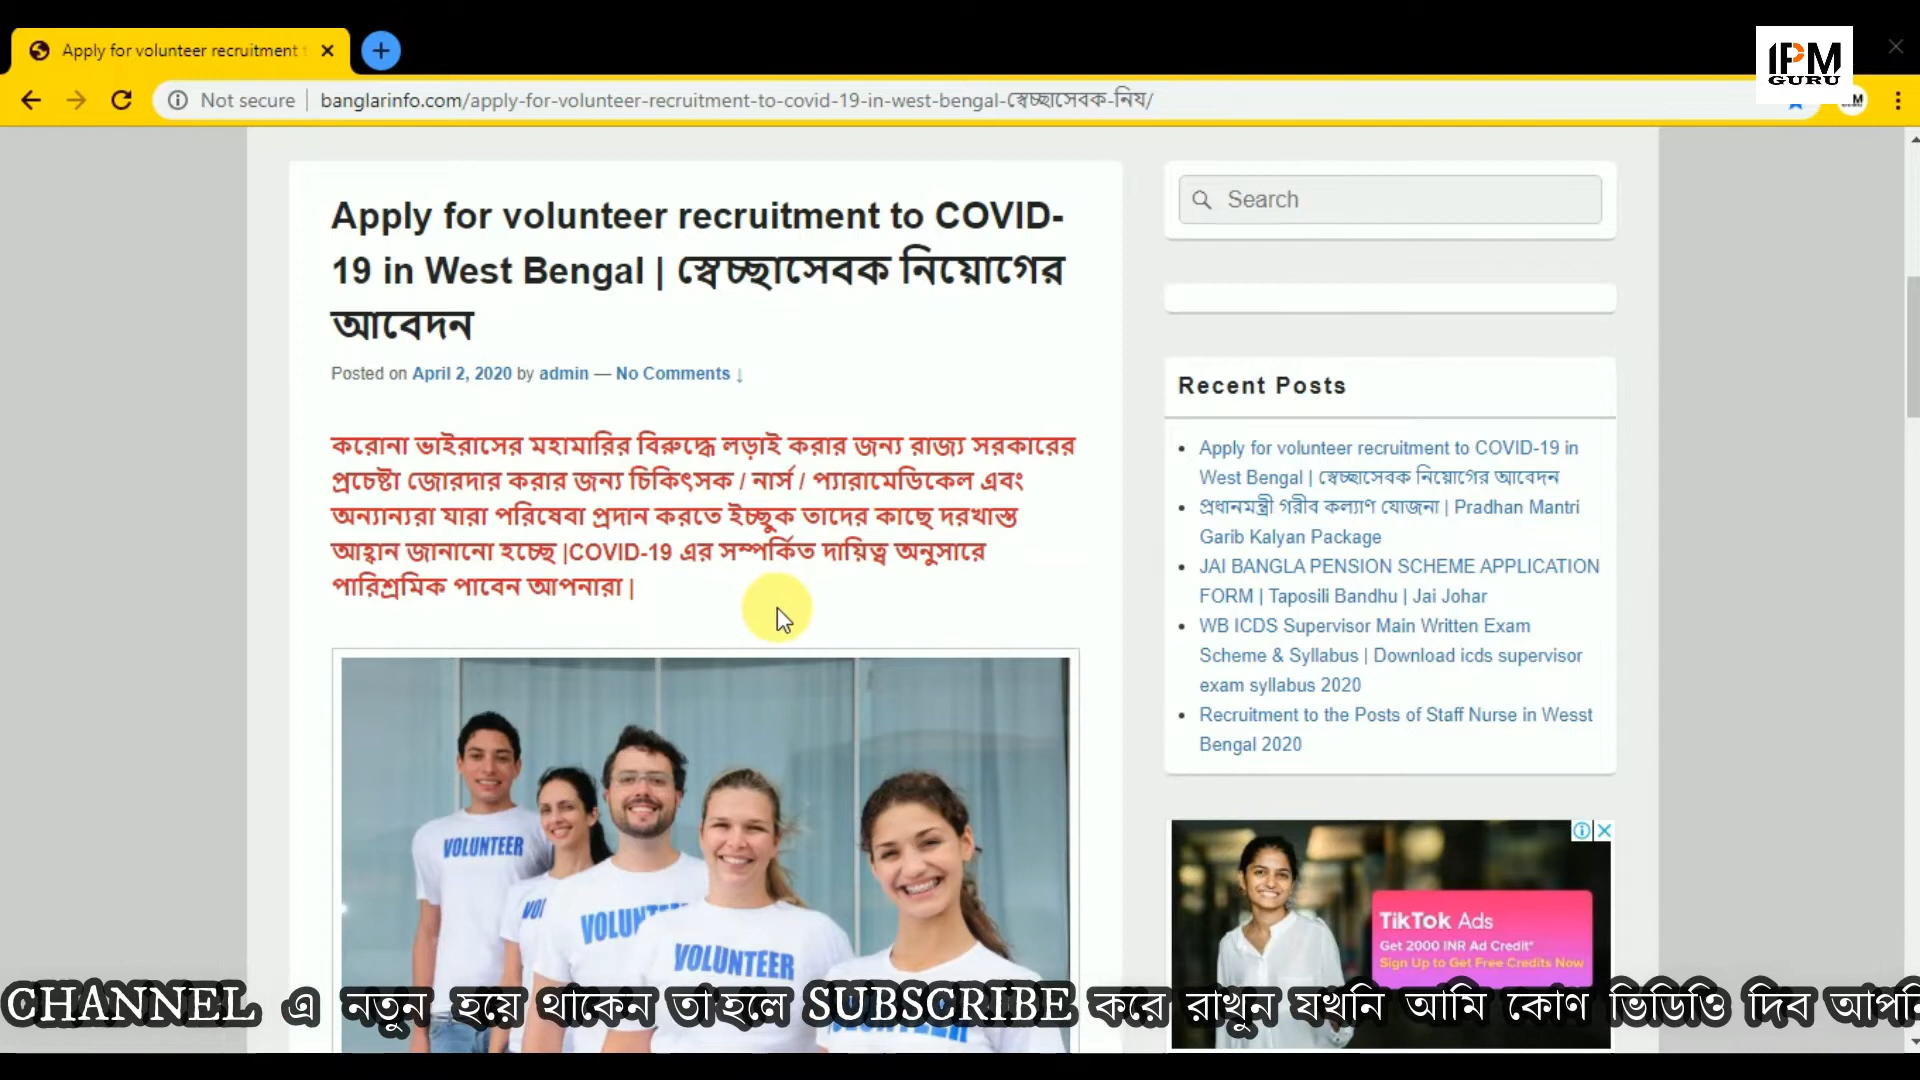 Apply for volunteer recruitment
IPM
GURU
Not secure
banglarinfo.com/apply-for-volunteer-recruitment-to-covid-19-in-west-bengal-স্বেচ্ছাসেবক-নিয/
Apply for volunteer recruitment to COVID-
19 in West Bengal | স্বেচ্ছাসেবক নিয়োগের
আবেদন
Posted on April 2, 2020 by admin — No Comments ↓
করোনা ভাইরাসের মহামারির বিরুদ্ধে লড়াই করার জন্য রাজ্য সরকারের
প্রচেষ্টা জোরদার করার জন্য চিকিৎসক / নার্স / প্যারামেডিকেল এবং
অন্যান্যরা যারা পরিষেবা প্রদান করতে ইচ্ছুক তাদের কাছে দরখাস্ত
আহ্বান জানানো হচ্ছে |COVID-19 এর সম্পর্কিত দায়িত্ব অনুসারে
পারিশ্রমিক পাবেন আপনারা |
VOLUNTEER
VOLUNTEER
Search
Recent Posts
Apply for volunteer recruitment to COVID-19 in
West Bengal | স্বেচ্ছাসেবক নিয়োগের আবেদন
প্রধানমন্ত্রী গরীব কল্যাণ যোজনা | Pradhan Mantri
Garib Kalyan Package
JAI BANGLA PENSION SCHEME APPLICATION
FORM | Taposili Bandhu | Jai Johar
WB ICDS Supervisor Main Written Exam
Scheme & Syllabus | Download icds supervisor
exam syllabus 2020
Recruitment to the Posts of Staff Nurse in Wesst
Bengal 2020
TikTok Ads
Get 2000 INR Ad Credit*
Sign Up to Get Free Credits Now
CHANNEL এ নতুন হয়ে থাকেন তা'হলে SUBSCRIBE করে রাখুন যখনি আমি কোণ ভিডিও দিব